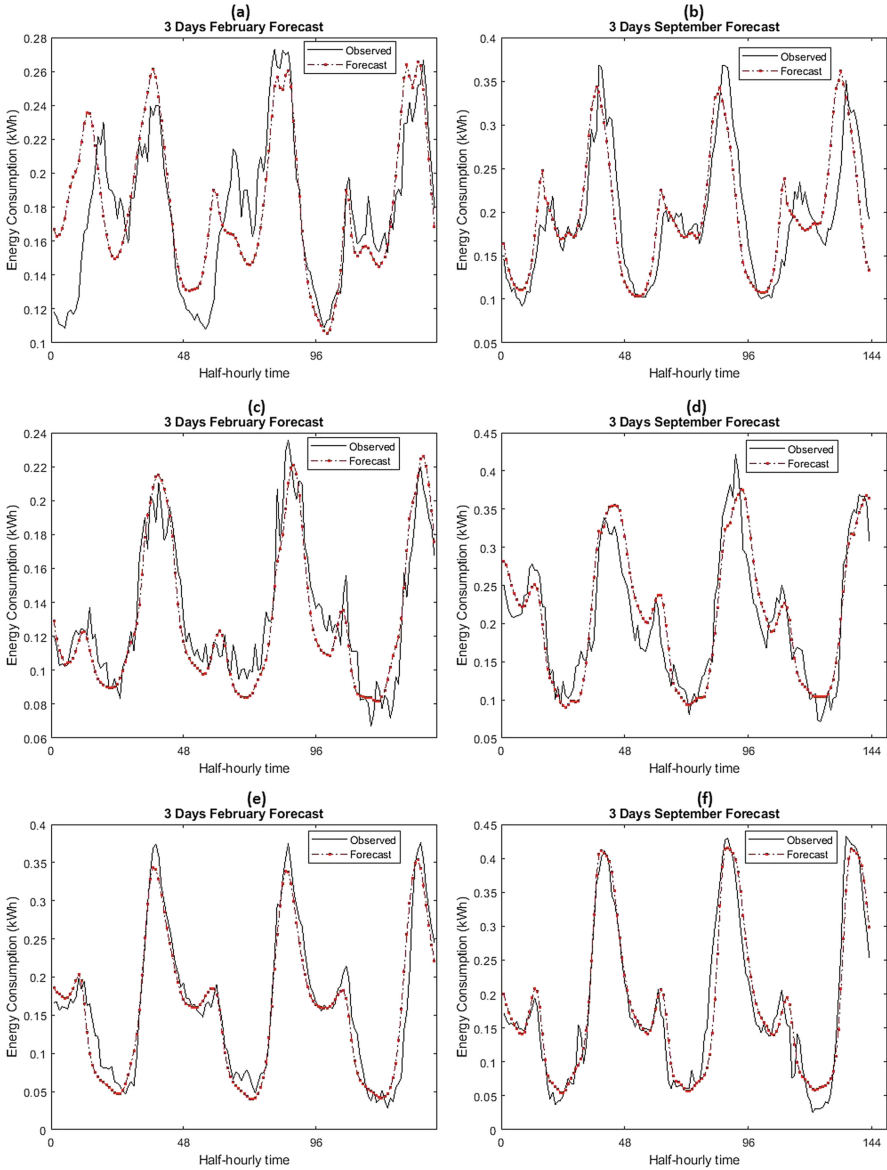 (a)
3 Days February Forecast
Observed
Forecast
Energy Consumption (kWh)
0.28
0.26
0.24
0.22
0.2
0.18
0.16
0.14
0.12
0.1
0
48
96
Half-hourly time
(b)
3 Days September Forecast
Observed
Forecast
Energy Consumption (kWh)
0.4
0.35
0.3
0.25
0.2
0.15
0.1
0.05
0
48
96
144
Half-hourly time
(c)
3 Days February Forecast
Observed
Forecast
Energy Consumption (kWh)
0.24
0.22
0.2
0.18
0.16
0.14
0.12
0.1
0.08
0.06
0
48
96
Half-hourly time
(d)
3 Days September Forecast
Observed
Forecast
Energy Consumption (kWh)
0.45
0.4
0.35
0.3
0.25
0.2
0.15
0.1
0.05
0
48
96
144
Half-hourly time
(e)
3 Days February Forecast
Observed
Forecast
Energy Consumption (kWh)
0.4
0.35
0.3
0.25
0.2
0.15
0.1
0.05
0
0
48
96
Half-hourly time
(f)
3 Days September Forecast
Observed
Forecast
Energy Consumption (kWh)
0.45
0.4
0.35
0.3
0.25
0.2
0.15
0.1
0.05
0
0
48
96
144
Half-hourly time